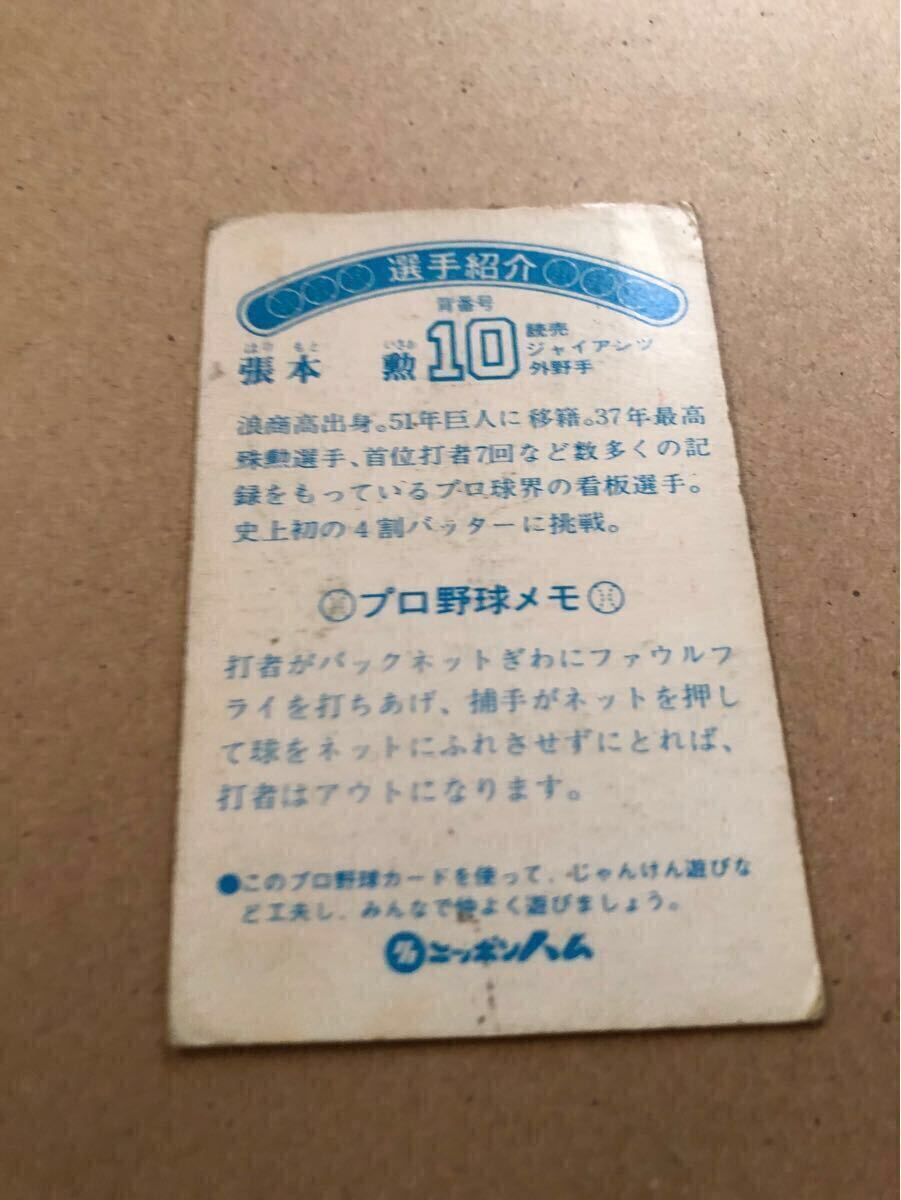 選手紹介
背番号
はり もと いさお
張本 勲 10
読売
ジャイアンツ
外野手
浪商高出身。51年巨人に移籍。37年最高
殊勲選手、首位打者7回など数多くの記
録をもっているプロ球界の看板選手。
史上初の4割バッターに挑戦。
プロ野球メモ
打者がバックネットぎわにファウルフ
ライを打ちあげ、捕手がネットを押し
て球をネットにふれさせずにとれば、
打者はアウトになります。
●このプロ野球カードを使って、じゃんけん遊びな
ど工夫し、みんなで仲よく遊びましょう。
ニッポンハム